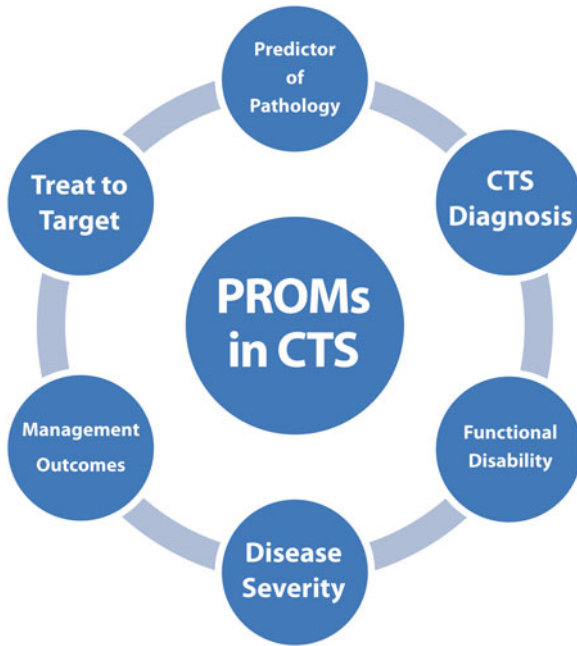 Predictor
of
Pathology
CTS
Diagnosis
Functional
Disability
Disease
Severity
Management
Outcomes
Treat to
Target
PROMs
in CTS